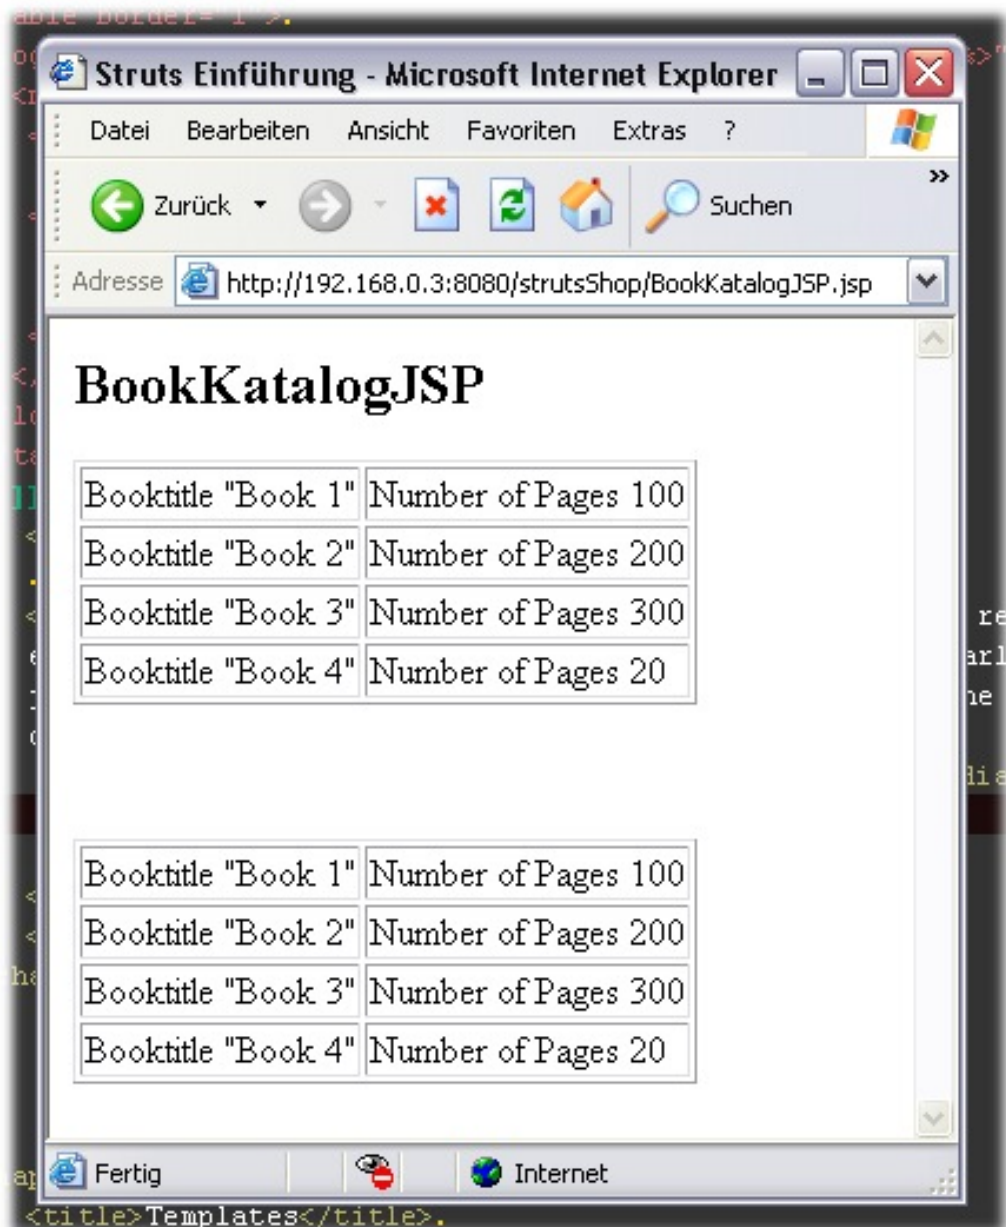 able border="1">.
Struts Einführung - Microsoft Internet Explorer
Datei Bearbeiten Ansicht Favoriten Extras ?
Zurück Suchen »
Adresse http://192.168.0.3:8080/strutsShop/BookKatalogJSP.jsp
BookKatalogJSP
Booktitle "Book 1" Number of Pages 100
Booktitle "Book 2" Number of Pages 200
Booktitle "Book 3" Number of Pages 300
Booktitle "Book 4" Number of Pages 20
Booktitle "Book 1" Number of Pages 100
Booktitle "Book 2" Number of Pages 200
Booktitle "Book 3" Number of Pages 300
Booktitle "Book 4" Number of Pages 20
Fertig Internet
<title>Templates</title>.